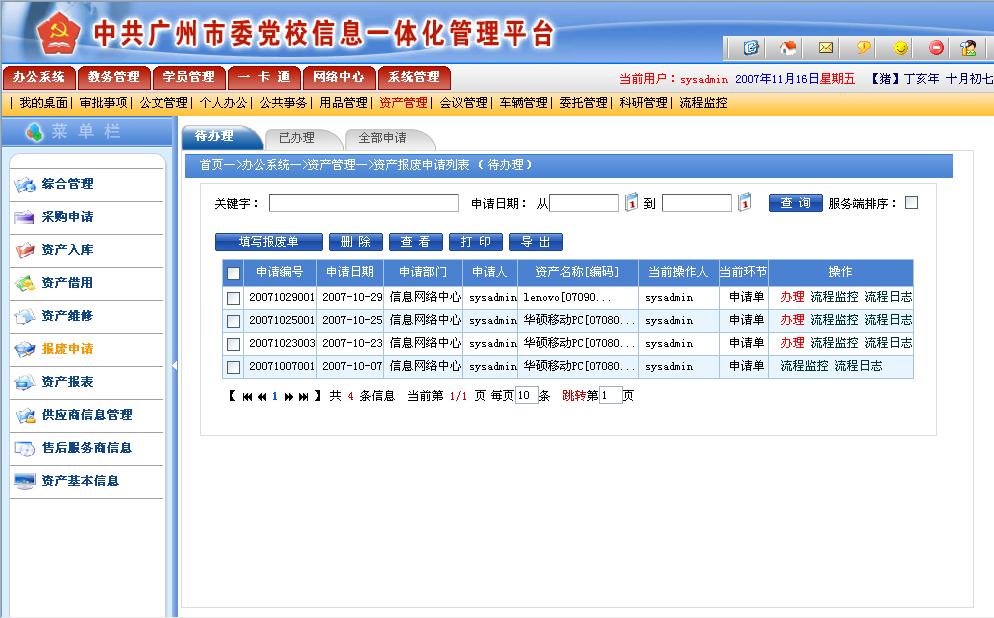 中共广州市委党校信息一体化管理平台
办公系统 教务管理 学员管理 一卡通 网络中心 系统管理 当前用户：sysadmin 2007年11月16日星期五 【猪】丁亥年 十月初七
| 我的桌面| 审批事项| 公文管理| 个人办公| 公共事务| 用品管理| 资产管理| 会议管理| 车辆管理| 委托管理| 科研管理| 流程监控
菜单栏
综合管理
采购申请
资产入库
资产借用
资产维修
报废申请
资产报表
供应商信息管理
售后服务商信息
资产基本信息
待办理 已办理 全部申请
首页—>办公系统—>资产管理—>资产报废申请列表 （待办理）
关键字： 申请日期： 从 1 到 1 查 询 服务端排序：
填写报废单 删 除 查 看 打 印 导 出
申请编号 申请日期 申请部门 申请人 资产名称[编码] 当前操作人 当前环节 操作
20071029001 2007-10-29 信息网络中心 sysadmin lenovo[07090... sysadmin 申请单 办理 流程监控 流程日志
20071025001 2007-10-25 信息网络中心 sysadmin 华硕移动PC[07080... sysadmin 申请单 办理 流程监控 流程日志
20071023003 2007-10-23 信息网络中心 sysadmin 华硕移动PC[07080... sysadmin 申请单 办理 流程监控 流程日志
20071007001 2007-10-07 信息网络中心 sysadmin 华硕移动PC[07080... sysadmin 申请单 流程监控 流程日志
【 1 】 共 4 条信息 当前第 1/1 页 每页10条 跳转第1页